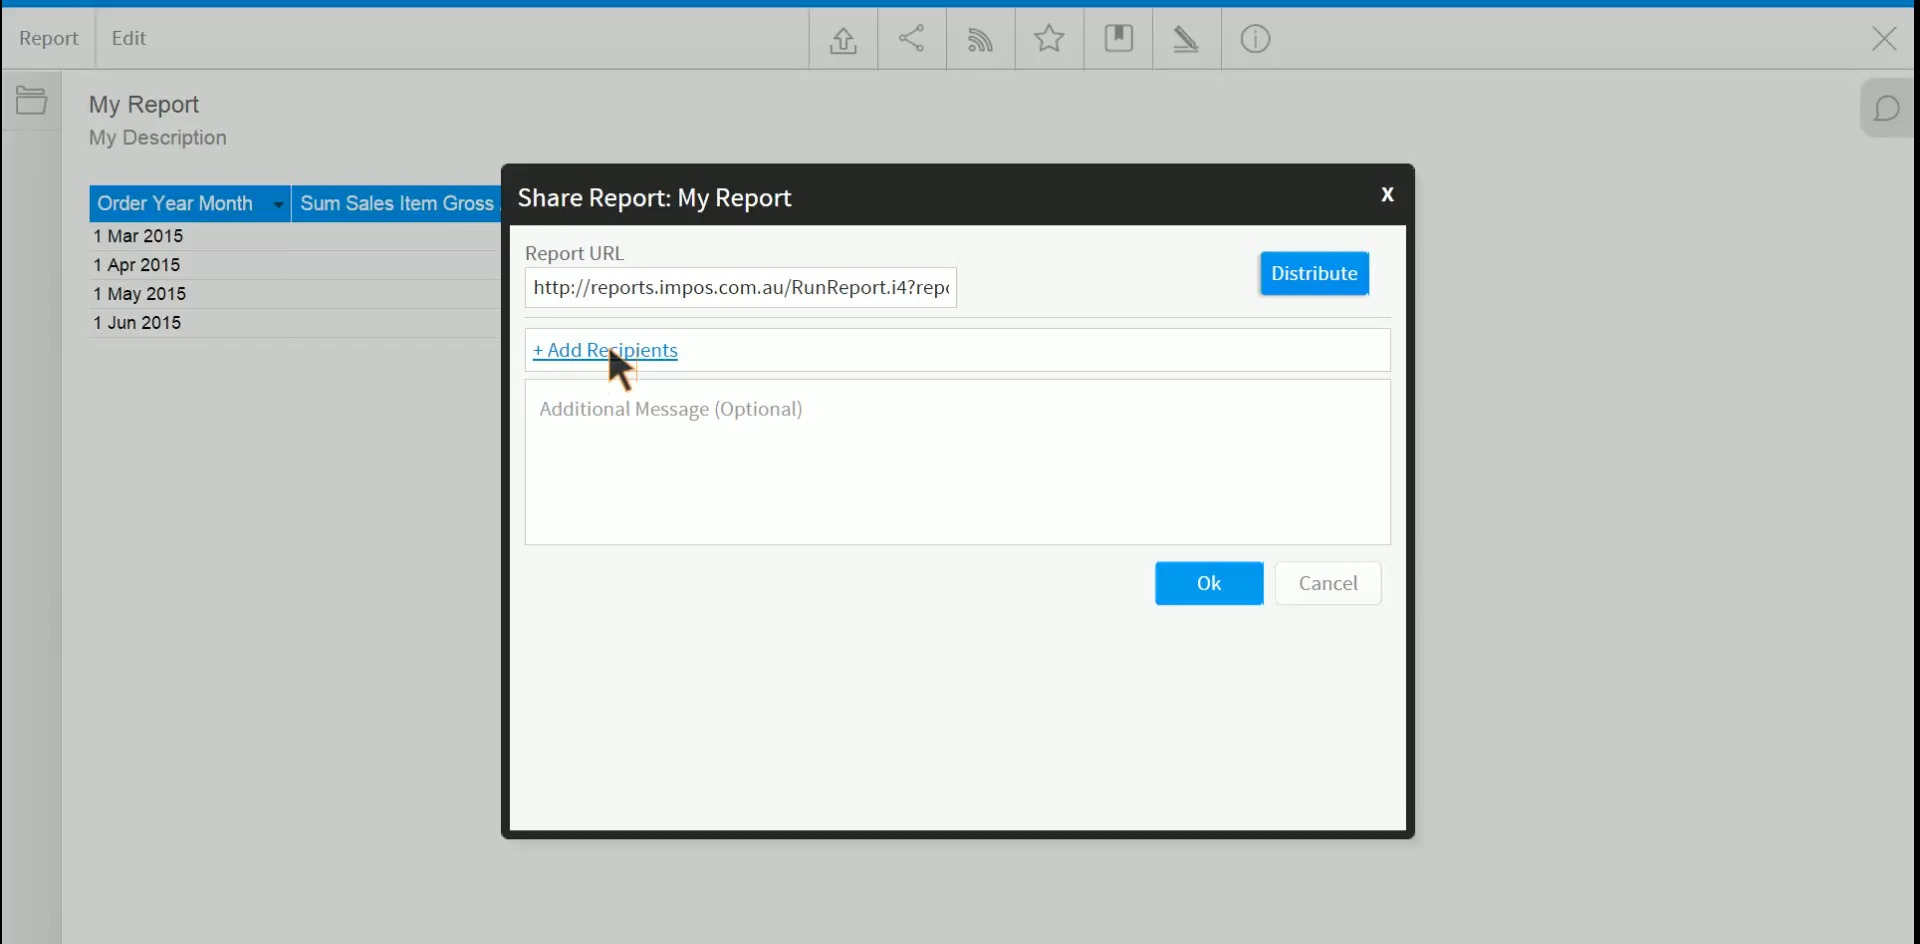 Report
Edit
My Report
My Description
Order Year Month
Sum Sales Item Gross
1 Mar 2015
1 Apr 2015
1 May 2015
1 Jun 2015
Share Report: My Report
X
Report URL
http://reports.impos.com.au/RunReport.i4?repo
Distribute
+ Add Recipients
Additional Message (Optional)
Ok
Cancel